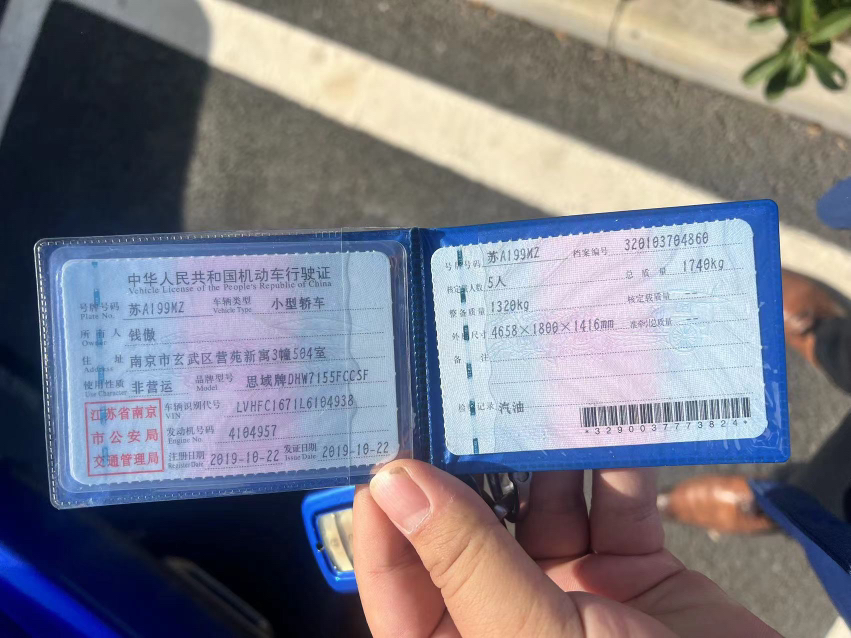 中华人民共和国机动车行驶证
Vehicle License of the People's Republic of China
号牌号码 苏A199MZ 车辆类型 小型轿车
Plate No. Vehicle Type
所有人 钱傲
Owner
住址 南京市玄武区营苑新寓3幢504室
Address
使用性质 非营运 品牌型号 思域牌DHW7155FCCSF
Use Character Model
江苏省南京
市公安局
交通管理局
车辆识别代号 LVHFC1671L6104938
VIN
发动机号码 4104957
Engine No.
注册日期 2019-10-22 发证日期 2019-10-22
Register Date Issue Date
号牌号码 苏A199MZ 档案编号 320103704860
核定载人数 5人 总质量 1740kg
整备质量 1320kg 核定载质量 --
外廓尺寸 4658×1800×1416mm 准牵引总质量 --
备注
检验记录 汽油
*3290037773824*